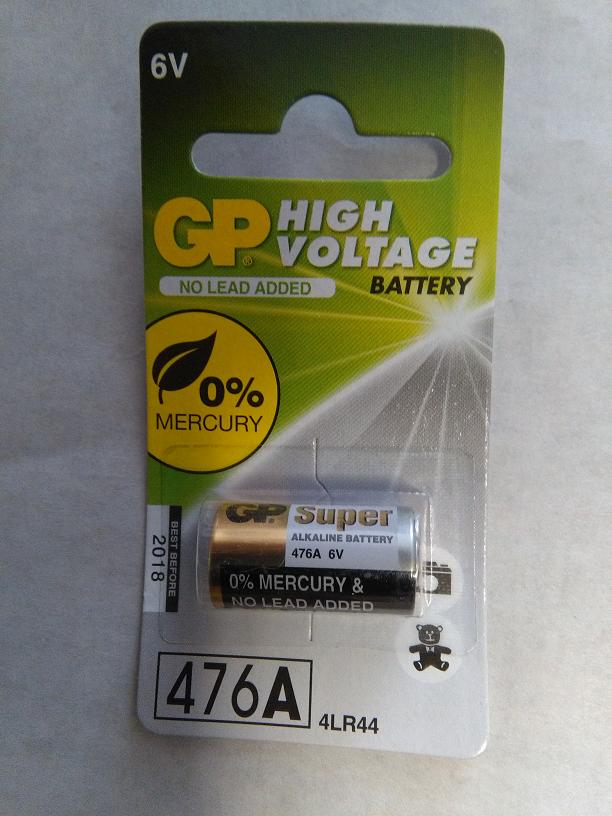 6V
GP®
HIGH
VOLTAGE
BATTERY
NO LEAD ADDED
0%
MERCURY
GP Super
ALKALINE BATTERY
476A 6V
0% MERCURY &
NO LEAD ADDED
BEST BEFORE
2018
476A
4LR44